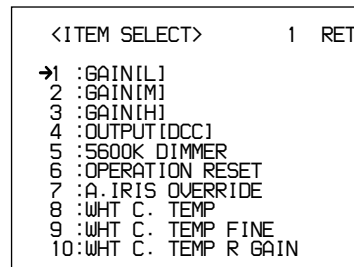 <ITEM SELECT> 1 RET
➔1 :GAIN[L]
2 :GAIN[M]
3 :GAIN[H]
4 :OUTPUT[DCC]
5 :5600K DIMMER
6 :OPERATION RESET
7 :A.IRIS OVERRIDE
8 :WHT C. TEMP
9 :WHT C. TEMP FINE
10:WHT C. TEMP R GAIN